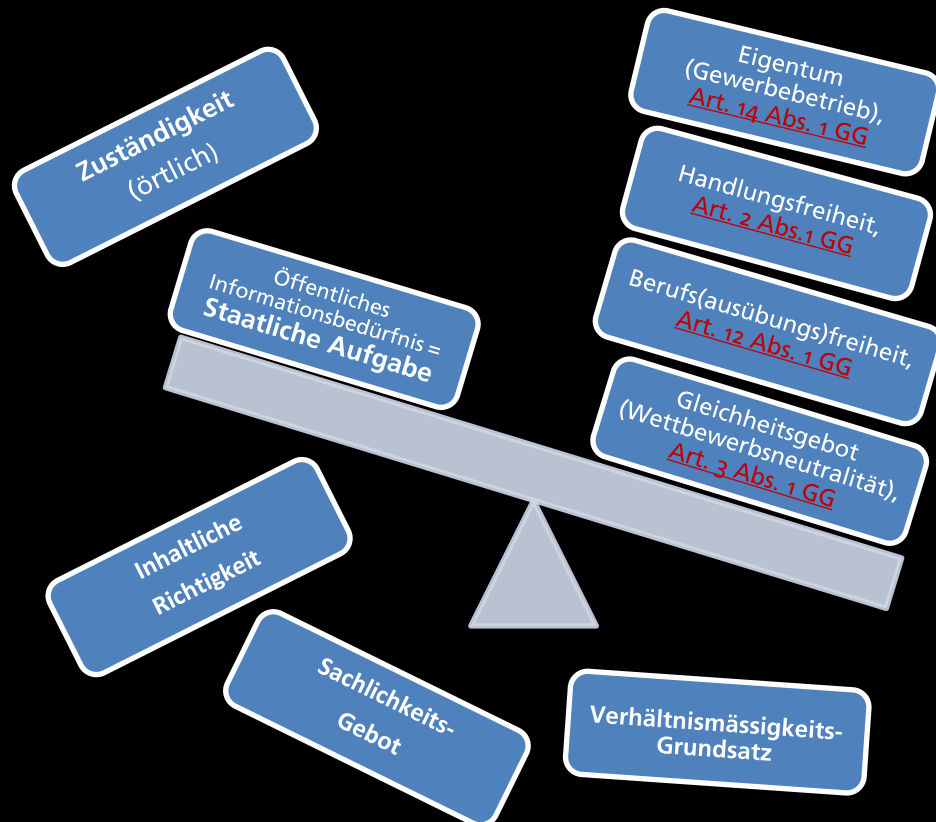 Zuständigkeit
(örtlich)
Öffentliches
Informationsbedürfnis =
Staatliche Aufgabe
Eigentum
(Gewerbebetrieb),
Art. 14 Abs. 1 GG
Handlungsfreiheit,
Art. 2 Abs.1 GG
Berufs(ausübungs)freiheit,
Art. 12 Abs. 1 GG
Gleichheitsgebot
(Wettbewerbsneutralität),
Art. 3 Abs. 1 GG
Inhaltliche
Richtigkeit
Sachlichkeits-
Gebot
Verhältnismässigkeits-
Grundsatz